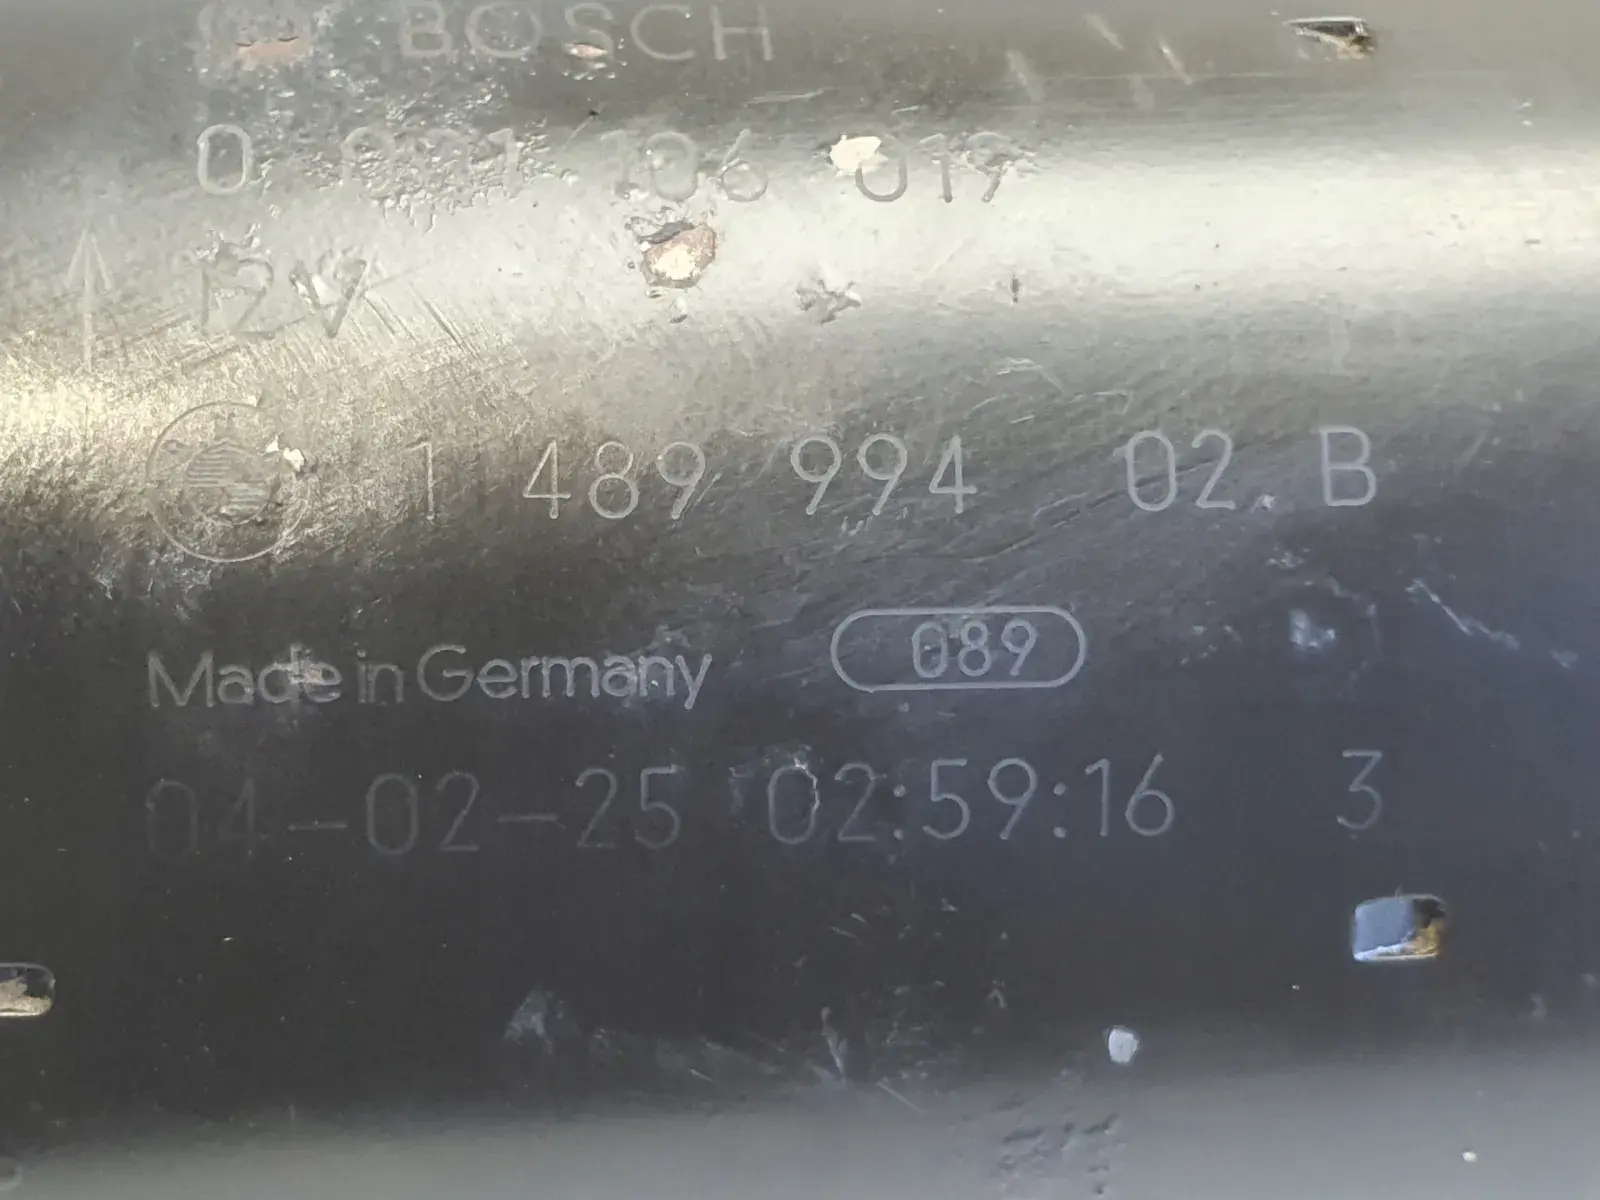 BOSCH
0 001 106 019
12V
1 489 994 02 B
Made in Germany 089
04-02-25 02:59:16 3